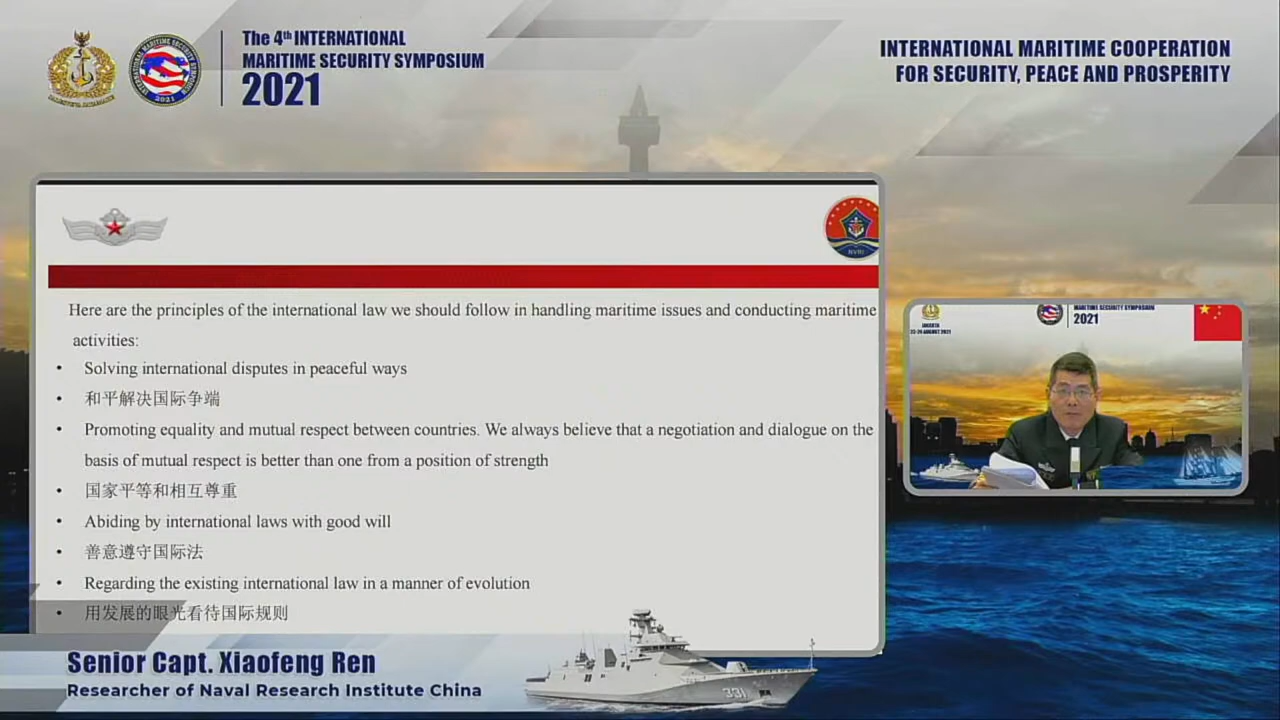 The 4th INTERNATIONAL
MARITIME SECURITY SYMPOSIUM
2021
INTERNATIONAL MARITIME COOPERATION
FOR SECURITY, PEACE AND PROSPERITY
Here are the principles of the international law we should follow in handling maritime issues and conducting maritime
activities:
• Solving international disputes in peaceful ways
• 和平解决国际争端
• Promoting equality and mutual respect between countries. We always believe that a negotiation and dialogue on the
basis of mutual respect is better than one from a position of strength
• 国家平等和相互尊重
• Abiding by international laws with good will
• 善意遵守国际法
• Regarding the existing international law in a manner of evolution
• 用发展的眼光看待国际规则
MARITIME SECURITY SYMPOSIUM
2021
JAKARTA
23-24 AUGUST 2021
331
Senior Capt. Xiaofeng Ren
Researcher of Naval Research Institute China